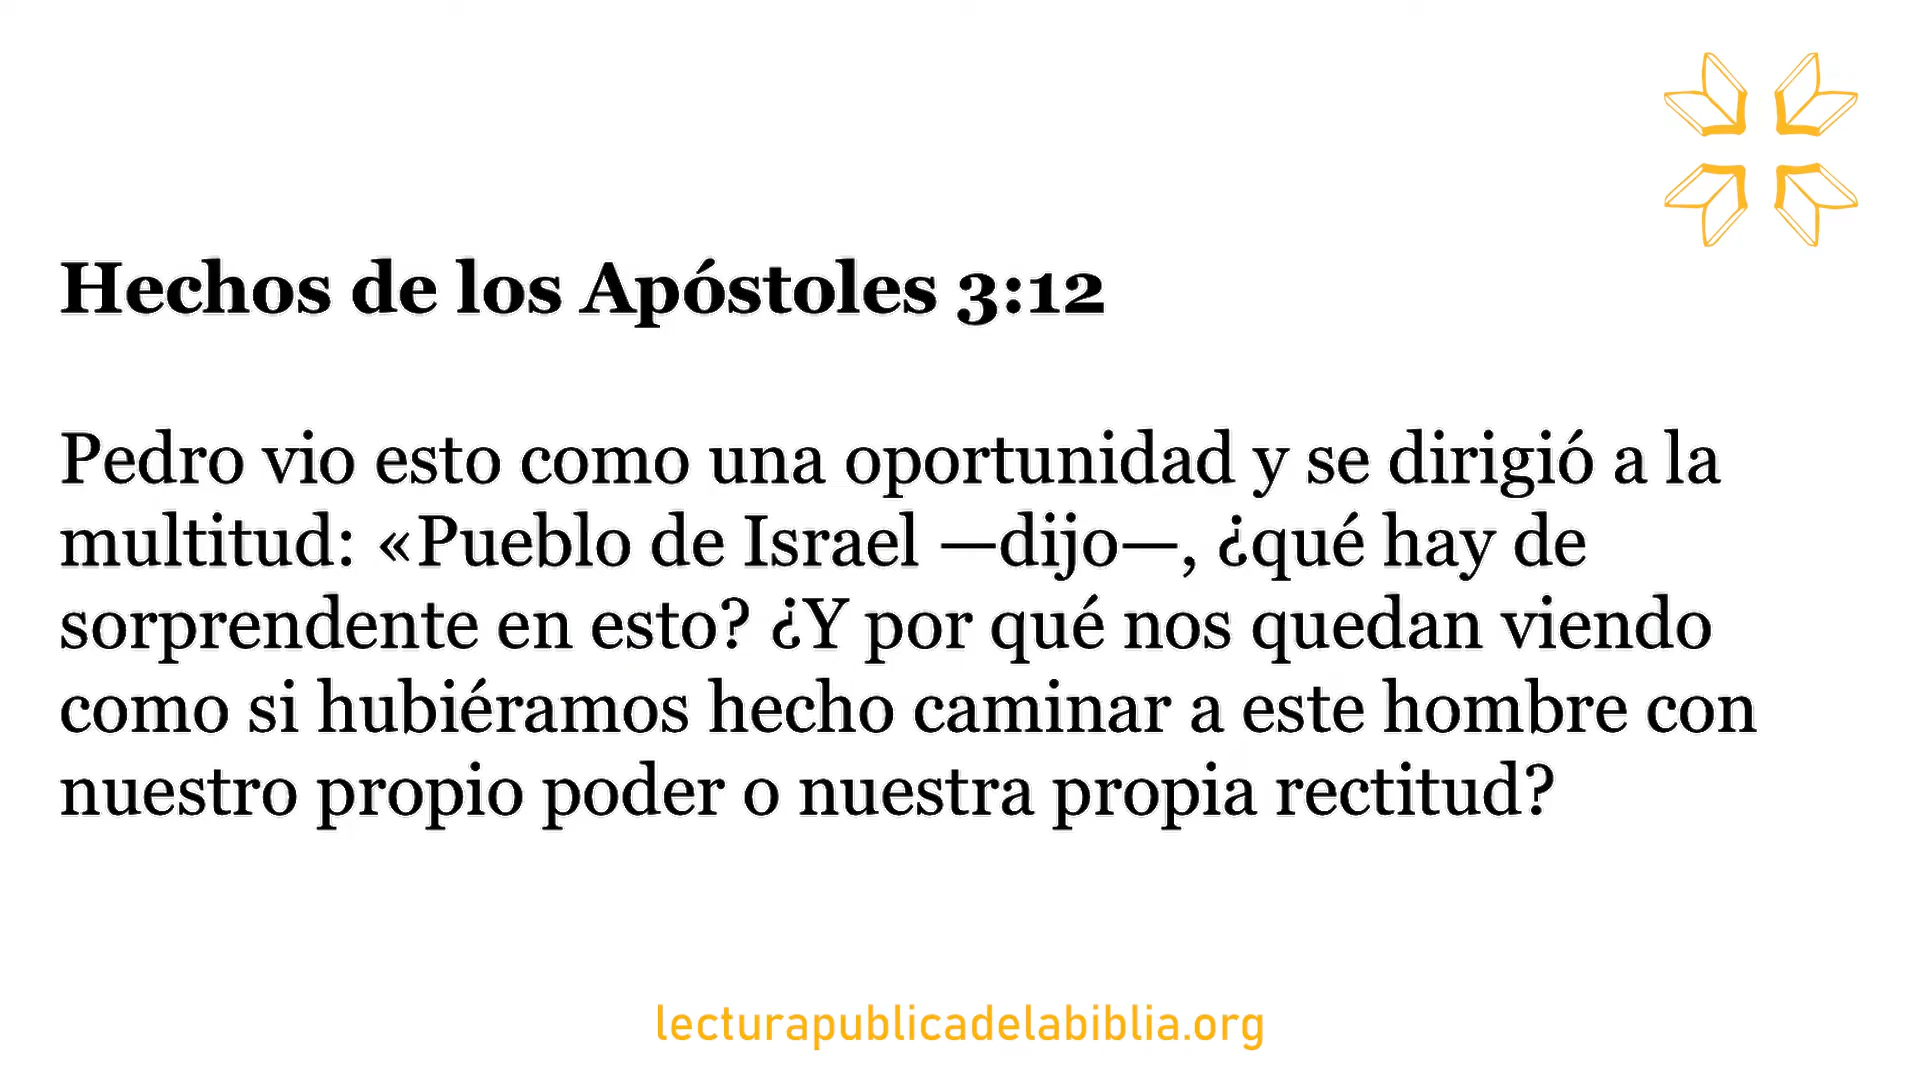 Hechos de los Apóstoles 3:12
Pedro vio esto como una oportunidad y se dirigió a la
multitud: «Pueblo de Israel —dijo—, ¿qué hay de
sorprendente en esto? ¿Y por qué nos quedan viendo
como si hubiéramos hecho caminar a este hombre con
nuestro propio poder o nuestra propia rectitud?
lecturapublicadelabiblia.org